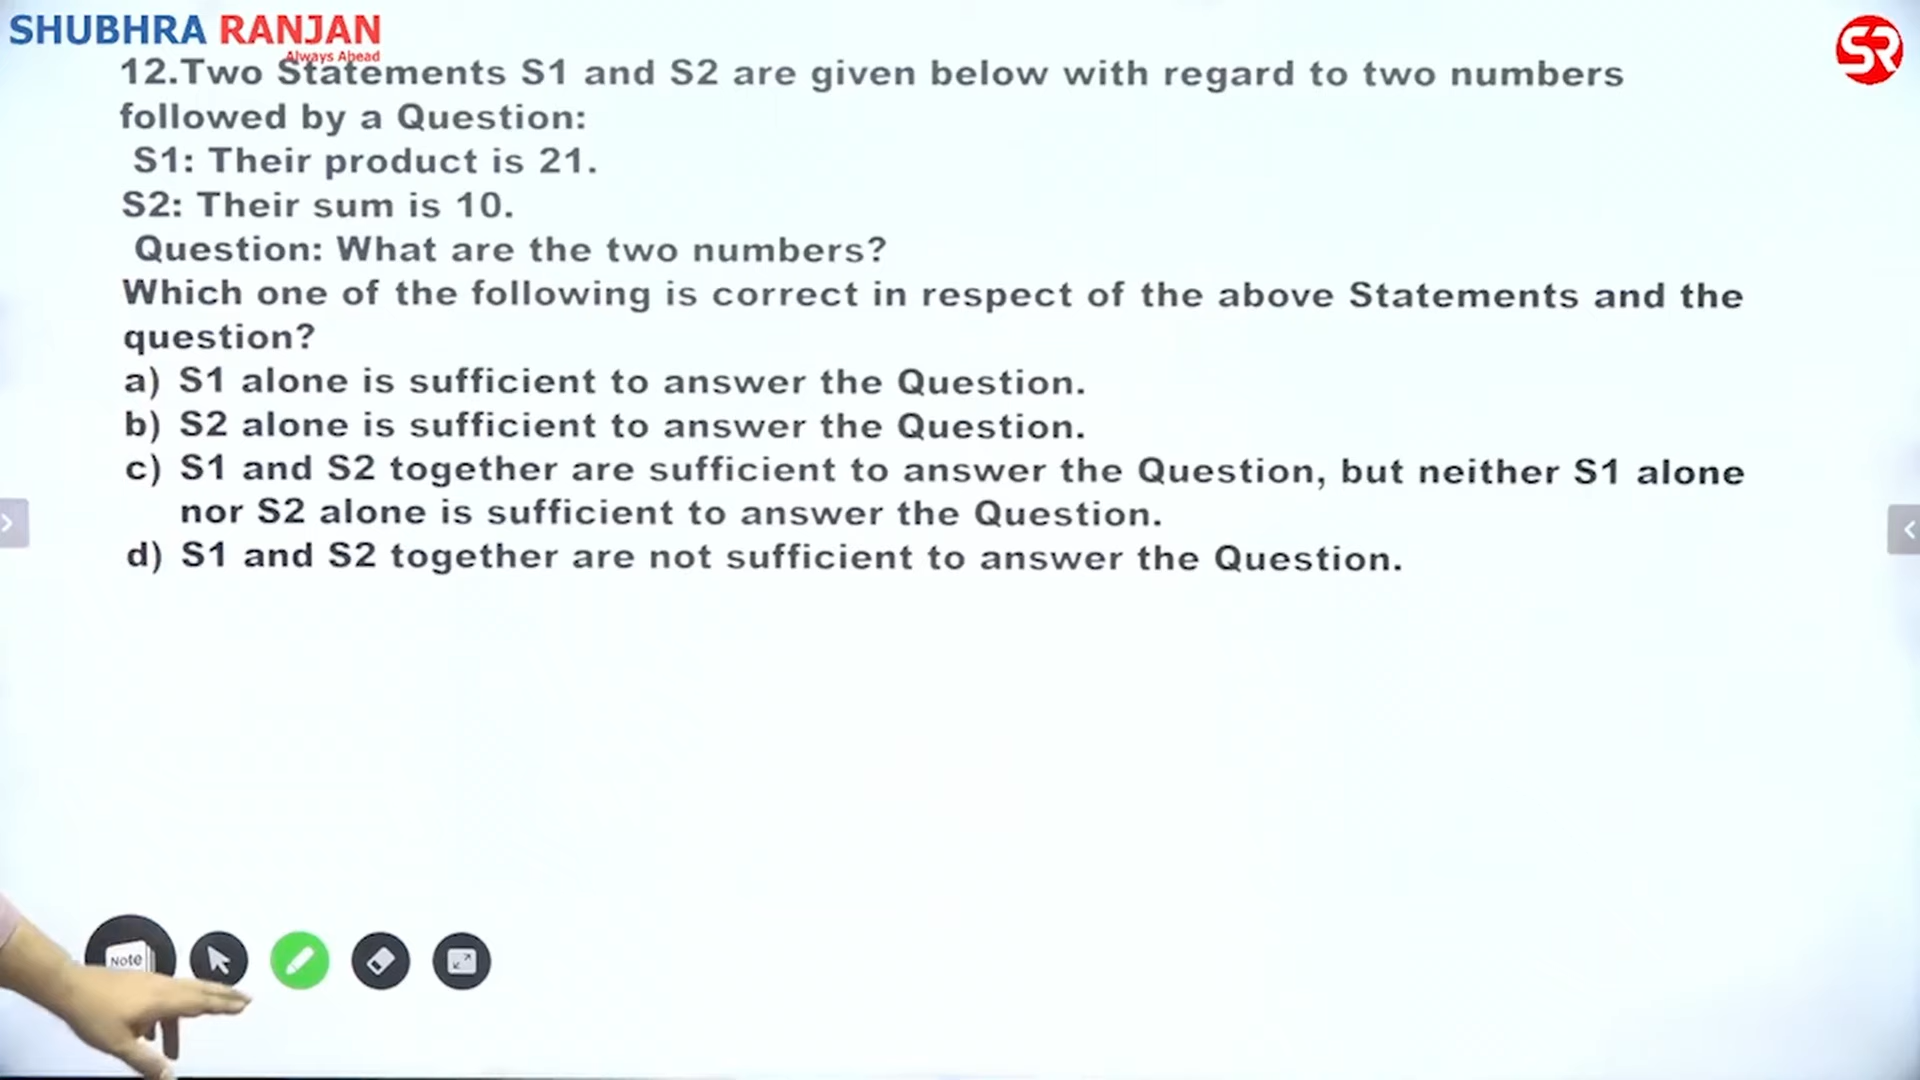 SHUBHRA RANJAN
Always Ahead
SR
12.Two Statements S1 and S2 are given below with regard to two numbers
followed by a Question:
S1: Their product is 21.
S2: Their sum is 10.
Question: What are the two numbers?
Which one of the following is correct in respect of the above Statements and the
question?
a) S1 alone is sufficient to answer the Question.
b) S2 alone is sufficient to answer the Question.
c) S1 and S2 together are sufficient to answer the Question, but neither S1 alone
nor S2 alone is sufficient to answer the Question.
d) S1 and S2 together are not sufficient to answer the Question.
Note